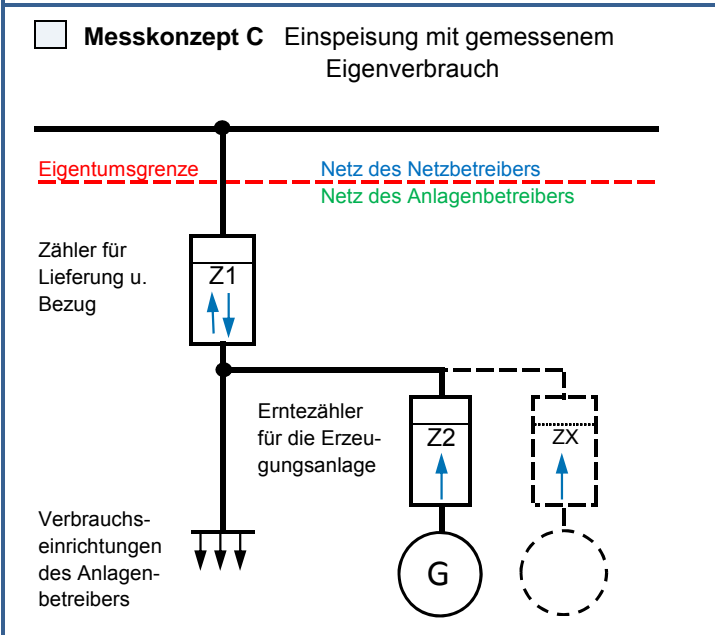 Messkonzept C Einspeisung mit gemessenem
Eigenverbrauch
Eigentumsgrenze
Netz des Netzbetreibers
Netz des Anlagenbetreibers
Zähler für
Lieferung u.
Bezug
Z1
Erntezähler
für die Erzeu-
gungsanlage
Z2
ZX
Verbrauchs-
einrichtungen
des Anlagen-
betreibers
G